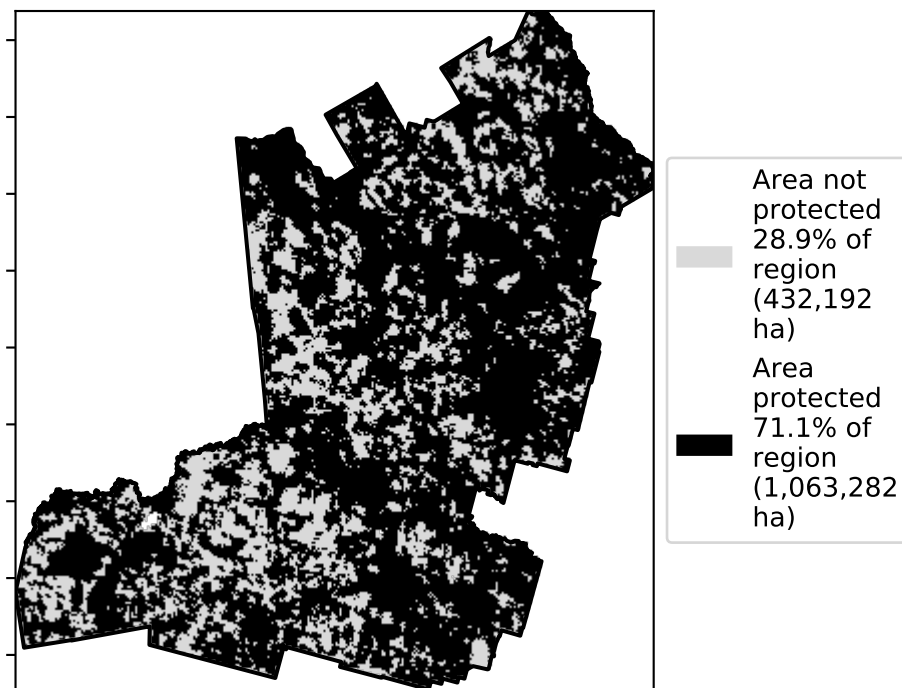 Area not
protected
28.9% of
region
(432,192
ha)
Area
protected
71.1% of
region
(1,063,282
ha)